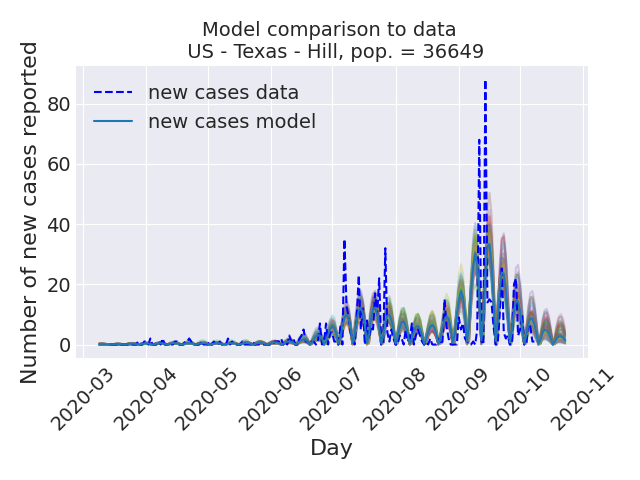 Model comparison to data
US - Texas - Hill, pop. = 36649
Number of new cases reported
80
60
40
20
0
new cases data
new cases model
2020-03
2020-04
2020-05
2020-06
2020-07
2020-08
2020-09
2020-10
2020-11
Day